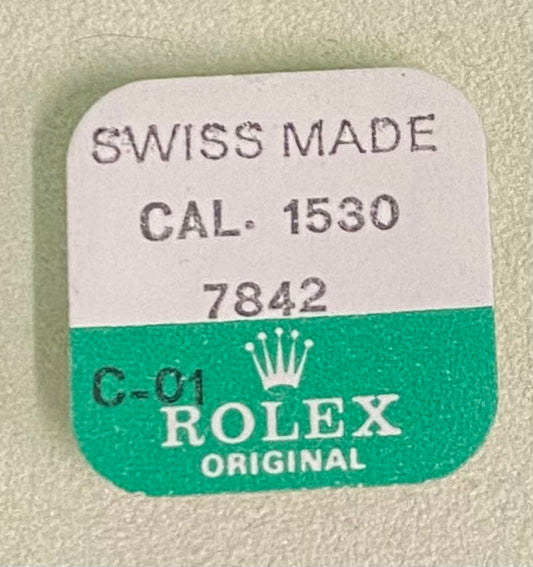 SWISS MADE
CAL. 1530
7842
C-01
ROLEX
ORIGINAL